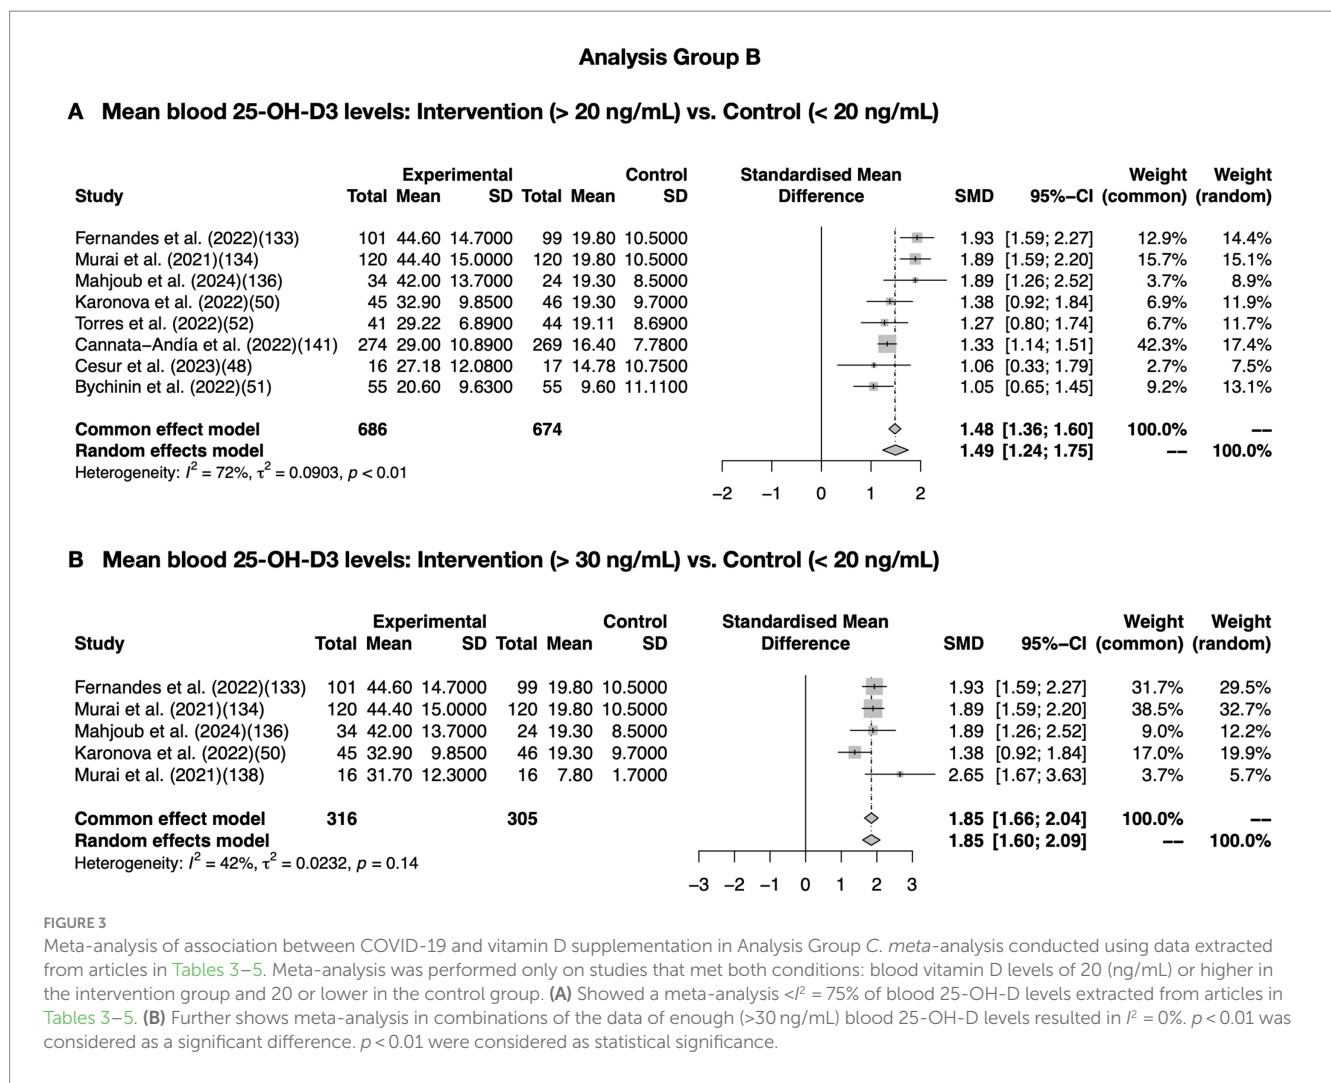 Analysis Group B
A Mean blood 25-OH-D3 levels: Intervention (> 20 ng/mL) vs. Control (< 20 ng/mL)
Experimental Control Standardised Mean Weight Weight
Study Total Mean SD Total Mean SD Difference SMD 95%–CI (common) (random)
Fernandes et al. (2022)(133) 101 44.60 14.7000 99 19.80 10.5000 1.93 [1.59; 2.27] 12.9% 14.4%
Murai et al. (2021)(134) 120 44.40 15.0000 120 19.80 10.5000 1.89 [1.59; 2.20] 15.7% 15.1%
Mahjoub et al. (2024)(136) 34 42.00 13.7000 24 19.30 8.5000 1.89 [1.26; 2.52] 3.7% 8.9%
Karonova et al. (2022)(50) 45 32.90 9.8500 46 19.30 9.7000 1.38 [0.92; 1.84] 6.9% 11.9%
Torres et al. (2022)(52) 41 29.22 6.8900 44 19.11 8.6900 1.27 [0.80; 1.74] 6.7% 11.7%
Cannata–Andía et al. (2022)(141) 274 29.00 10.8900 269 16.40 7.7800 1.33 [1.14; 1.51] 42.3% 17.4%
Cesur et al. (2023)(48) 16 27.18 12.0800 17 14.78 10.7500 1.06 [0.33; 1.79] 2.7% 7.5%
Bychinin et al. (2022)(51) 55 20.60 9.6300 55 9.60 11.1100 1.05 [0.65; 1.45] 9.2% 13.1%
Common effect model 686 674 1.48 [1.36; 1.60] 100.0% ––
Random effects model 1.49 [1.24; 1.75] –– 100.0%
Heterogeneity: I² = 72%, τ² = 0.0903, p < 0.01
−2 −1 0 1 2
B Mean blood 25-OH-D3 levels: Intervention (> 30 ng/mL) vs. Control (< 20 ng/mL)
Experimental Control Standardised Mean Weight Weight
Study Total Mean SD Total Mean SD Difference SMD 95%–CI (common) (random)
Fernandes et al. (2022)(133) 101 44.60 14.7000 99 19.80 10.5000 1.93 [1.59; 2.27] 31.7% 29.5%
Murai et al. (2021)(134) 120 44.40 15.0000 120 19.80 10.5000 1.89 [1.59; 2.20] 38.5% 32.7%
Mahjoub et al. (2024)(136) 34 42.00 13.7000 24 19.30 8.5000 1.89 [1.26; 2.52] 9.0% 12.2%
Karonova et al. (2022)(50) 45 32.90 9.8500 46 19.30 9.7000 1.38 [0.92; 1.84] 17.0% 19.9%
Murai et al. (2021)(138) 16 31.70 12.3000 16 7.80 1.7000 2.65 [1.67; 3.63] 3.7% 5.7%
Common effect model 316 305 1.85 [1.66; 2.04] 100.0% ––
Random effects model 1.85 [1.60; 2.09] –– 100.0%
Heterogeneity: I² = 42%, τ² = 0.0232, p = 0.14
−3 −2 −1 0 1 2 3
FIGURE 3
Meta-analysis of association between COVID-19 and vitamin D supplementation in Analysis Group C. meta-analysis conducted using data extracted
from articles in Tables 3–5. Meta-analysis was performed only on studies that met both conditions: blood vitamin D levels of 20 (ng/mL) or higher in
the intervention group and 20 or lower in the control group. (A) Showed a meta-analysis <I² = 75% of blood 25-OH-D levels extracted from articles in
Tables 3–5. (B) Further shows meta-analysis in combinations of the data of enough (>30 ng/mL) blood 25-OH-D levels resulted in I² = 0%. p < 0.01 was
considered as a significant difference. p < 0.01 were considered as statistical significance.